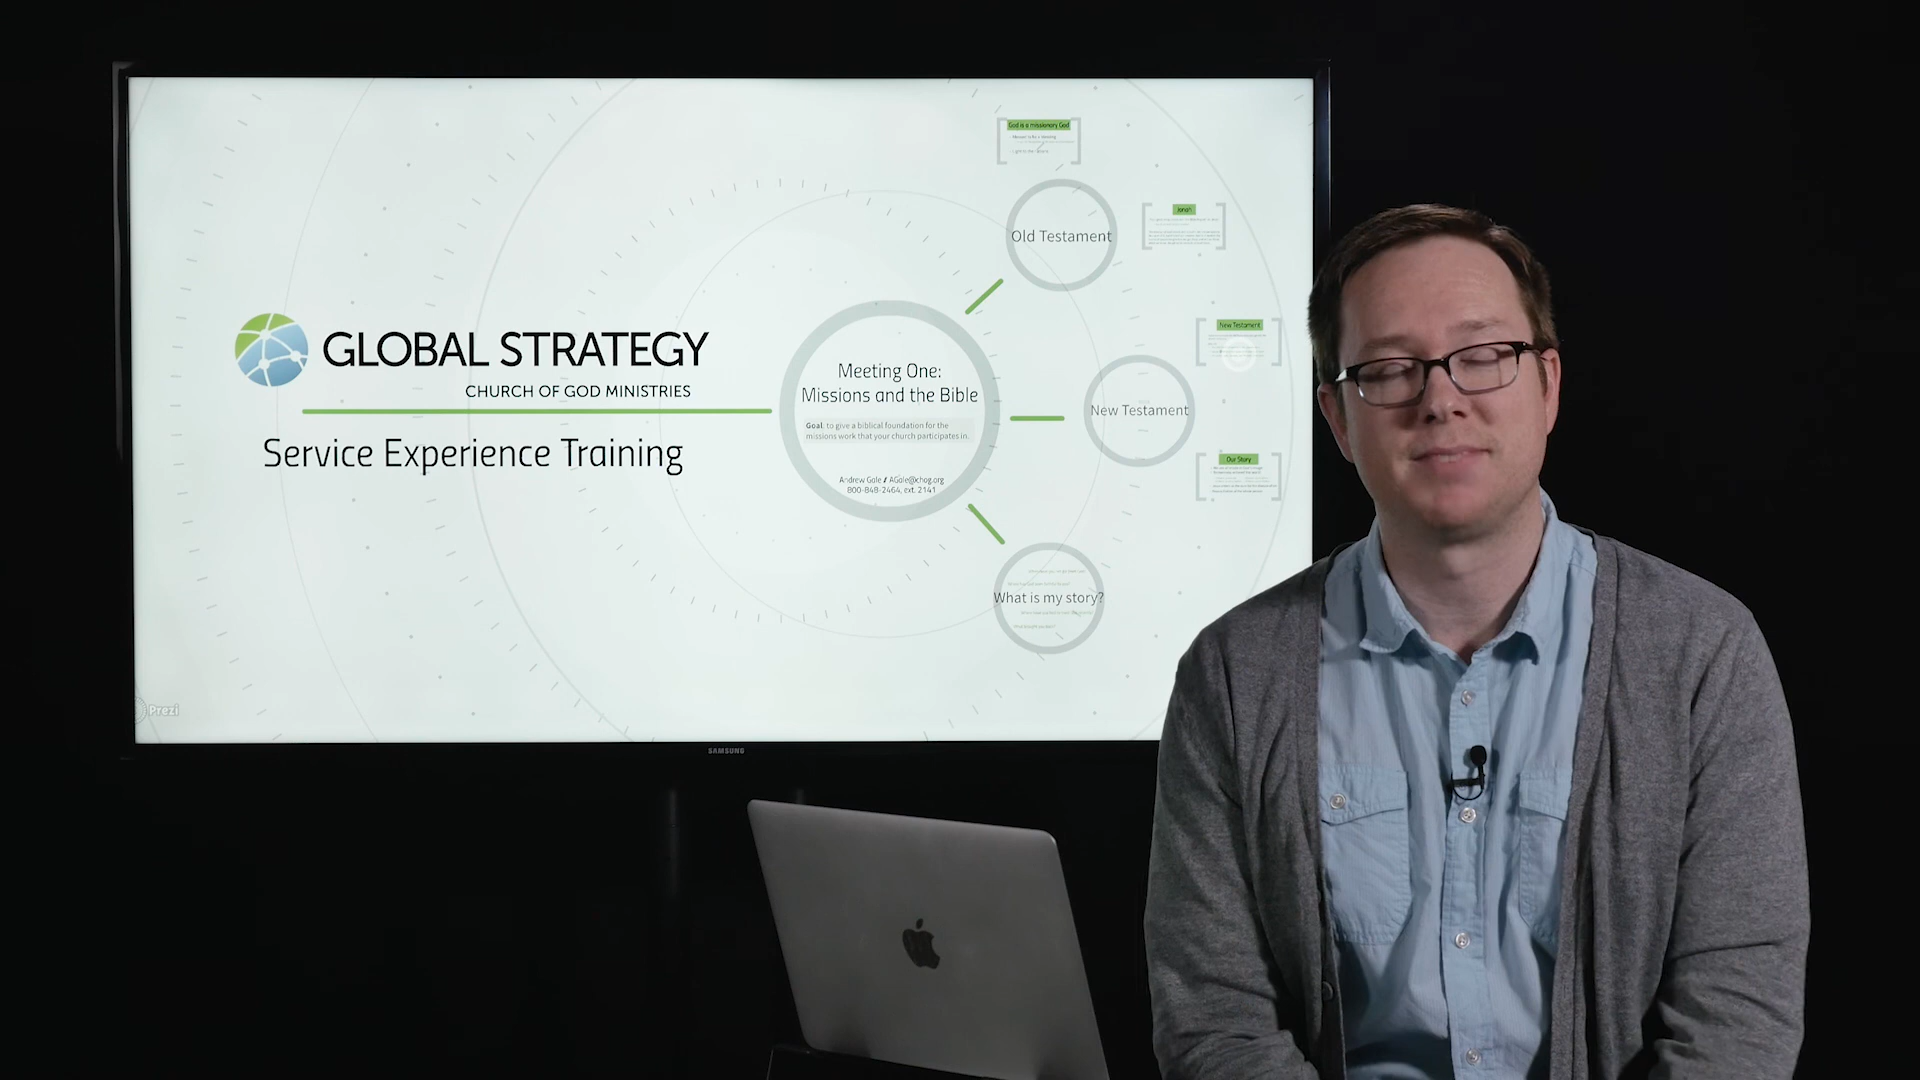 GLOBAL STRATEGY
CHURCH OF GOD MINISTRIES
Service Experience Training
Meeting One:
Missions and the Bible
Goal: to give a biblical foundation for the
missions work that your church participates in.
Andrew Gale // AGale@chog.org
800-848-2464, ext. 2141
God is a missionary God
Old Testament
Jonah
New Testament
New Testament
Our Story
What is my story?
Prezi
SAMSUNG